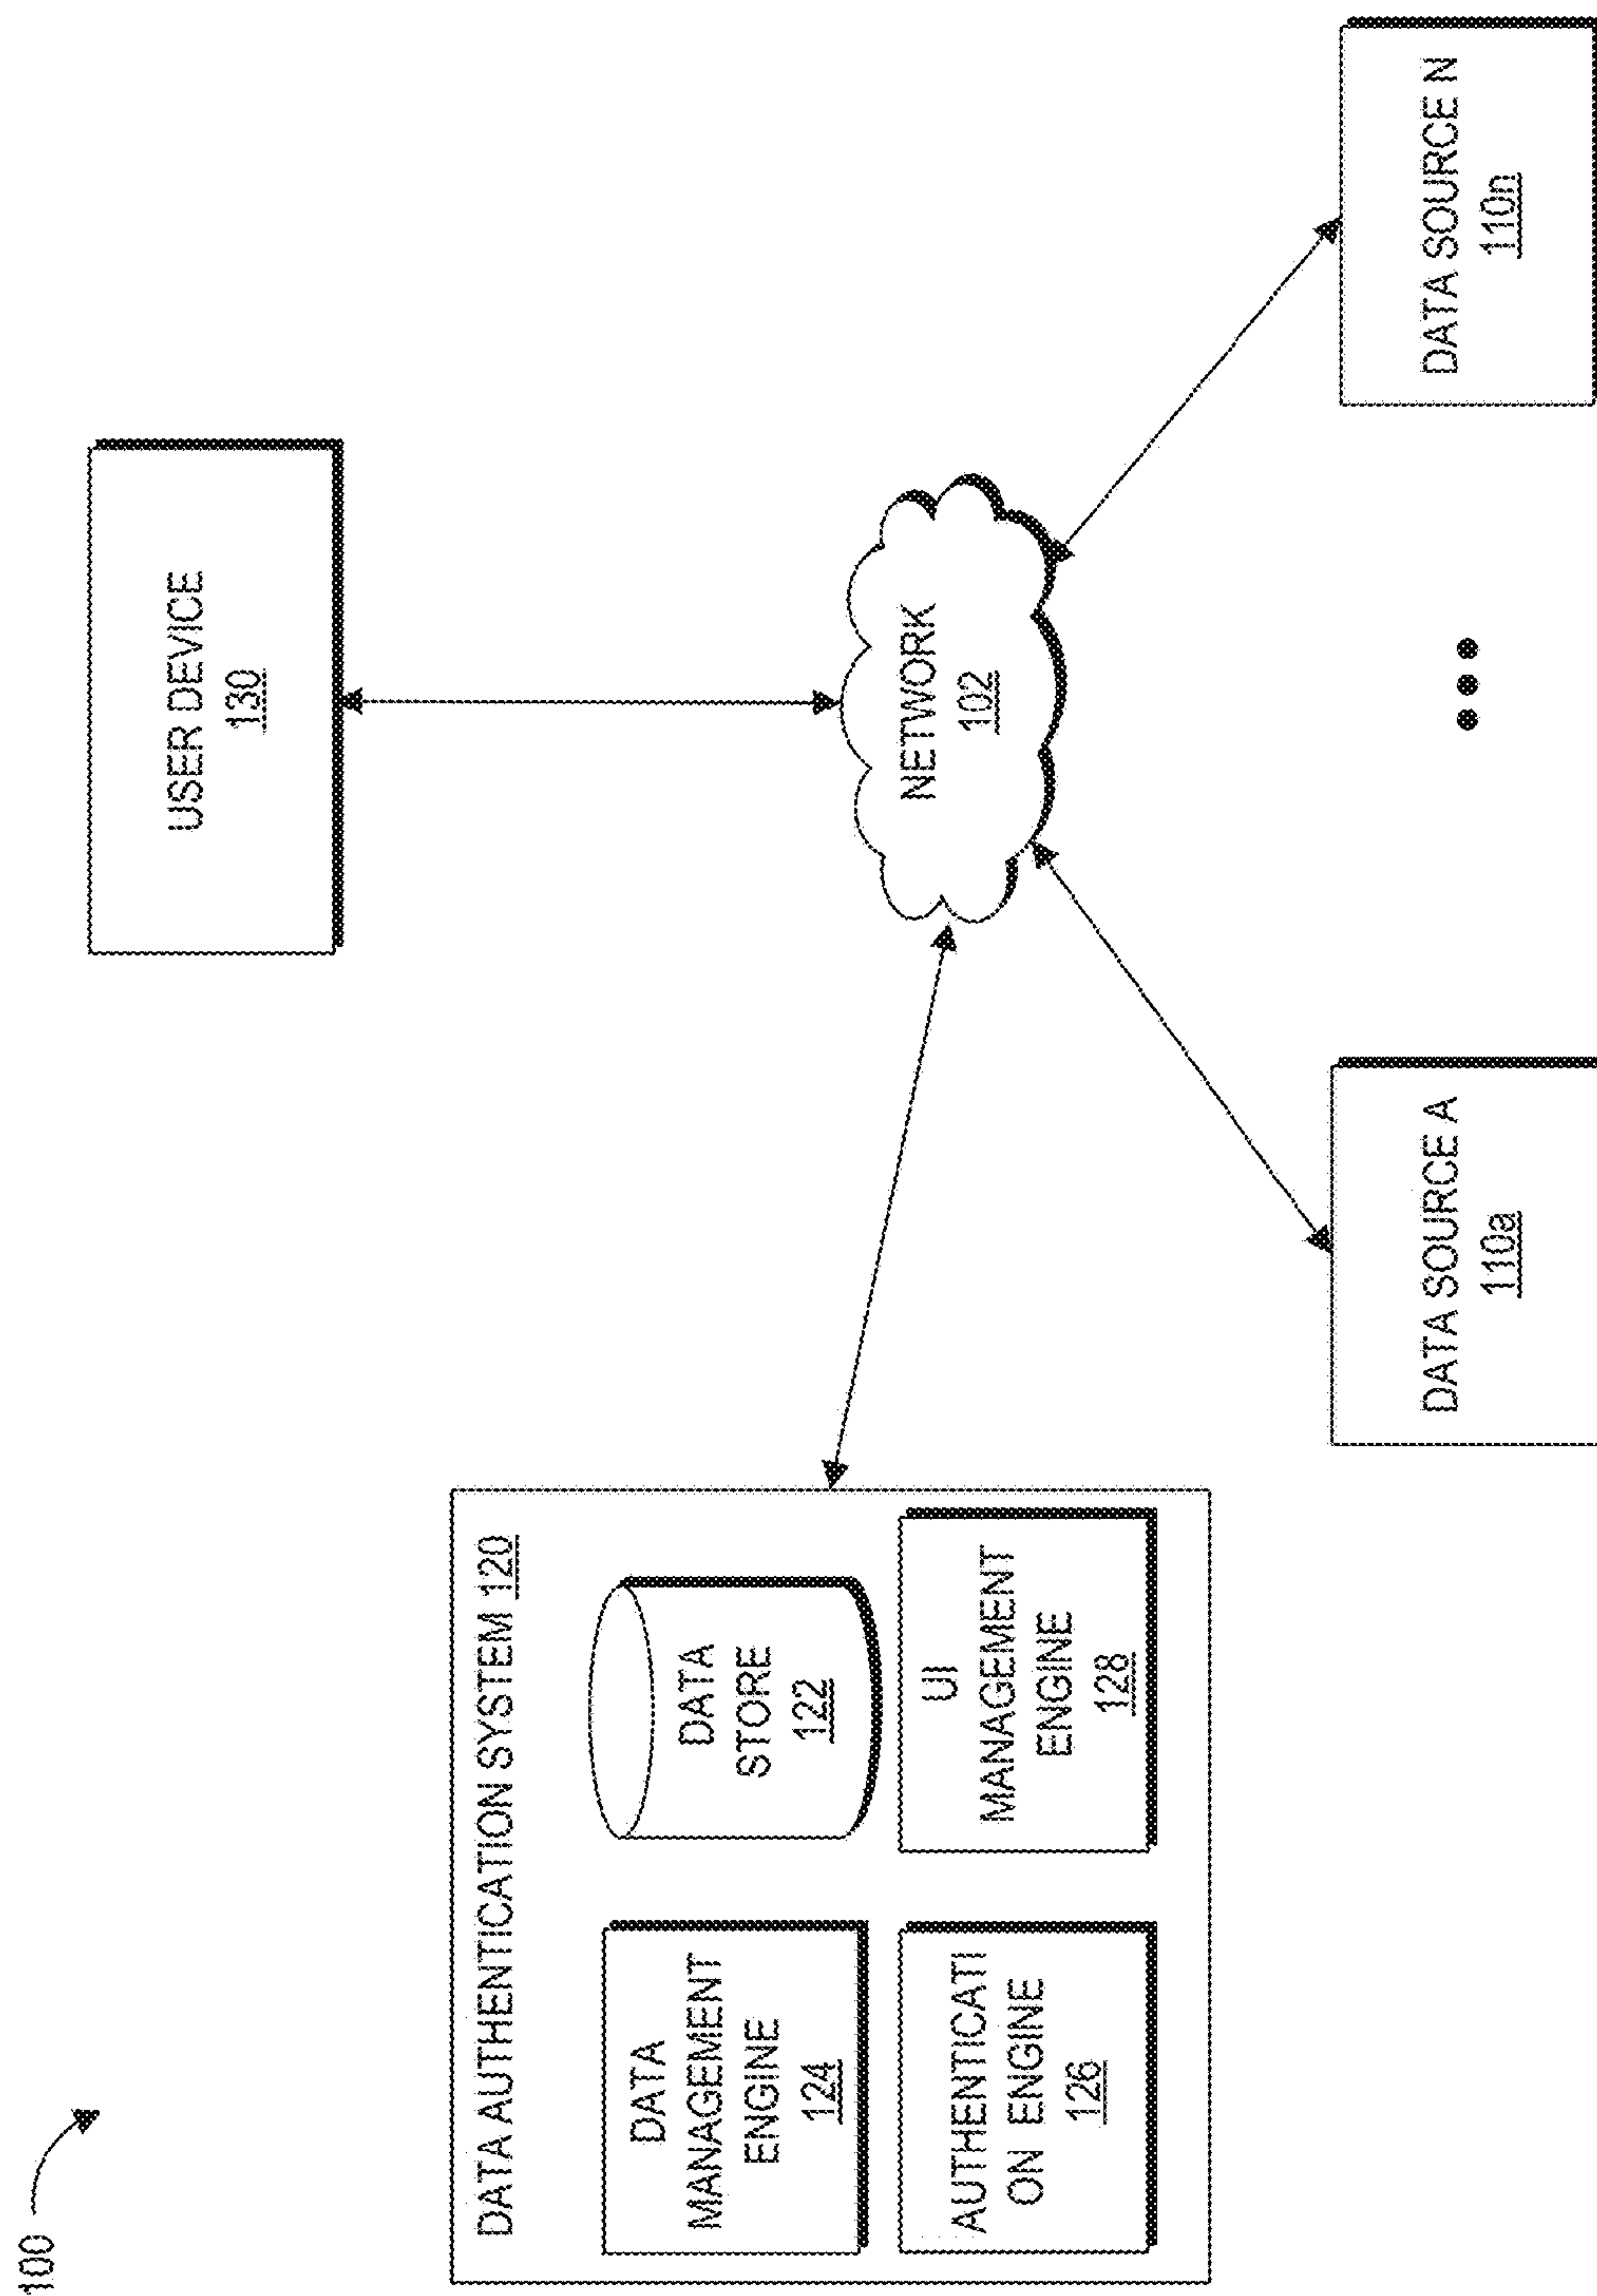 100
DATA AUTHENTICATION SYSTEM 120
DATA
MANAGEMENT
ENGINE
124
DATA
STORE
122
AUTHENTICATI
ON ENGINE
126
UI
MANAGEMENT
ENGINE
128
USER DEVICE
130
NETWORK
102
DATA SOURCE A
110a
DATA SOURCE N
110n